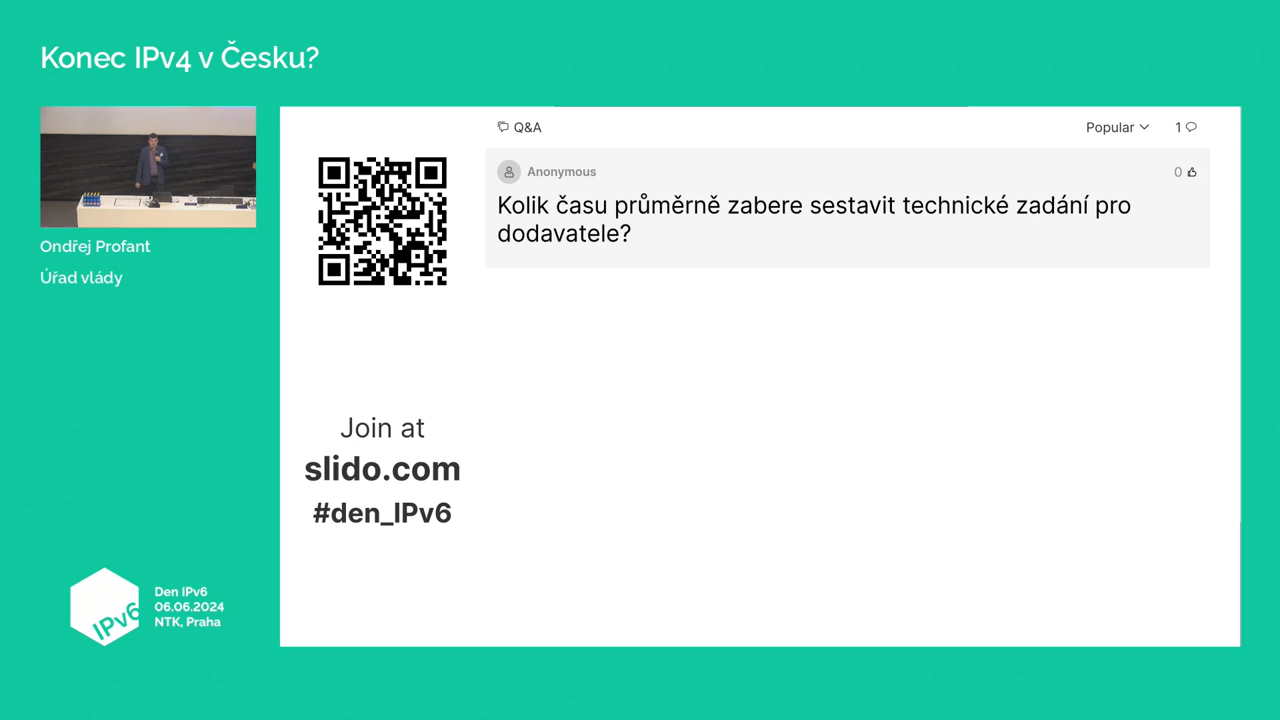 Konec IPv4 v Česku?
Ondřej Profant
Úřad vlády
Q&A
Popular
1
Anonymous
0
Kolik času průměrně zabere sestavit technické zadání pro
dodavatele?
Join at
slido.com
#den_IPv6
IPv6
Den IPv6
06.06.2024
NTK, Praha